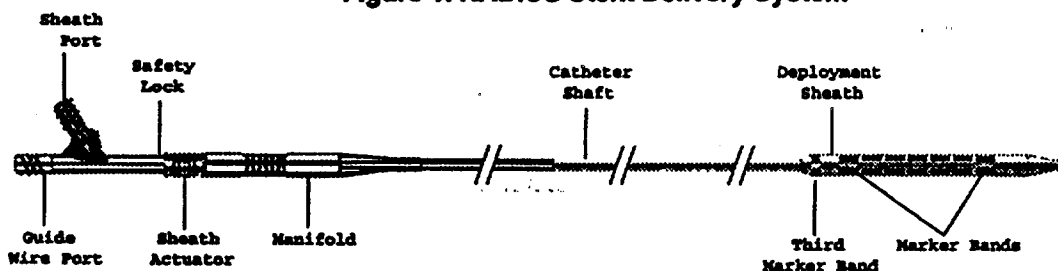 Sheath
Port
Safety
Lock
Catheter
Shaft
Deployment
Sheath
Guide
Wire Port
Sheath
Actuator
Manifold
Third
Marker Band
Marker Bands